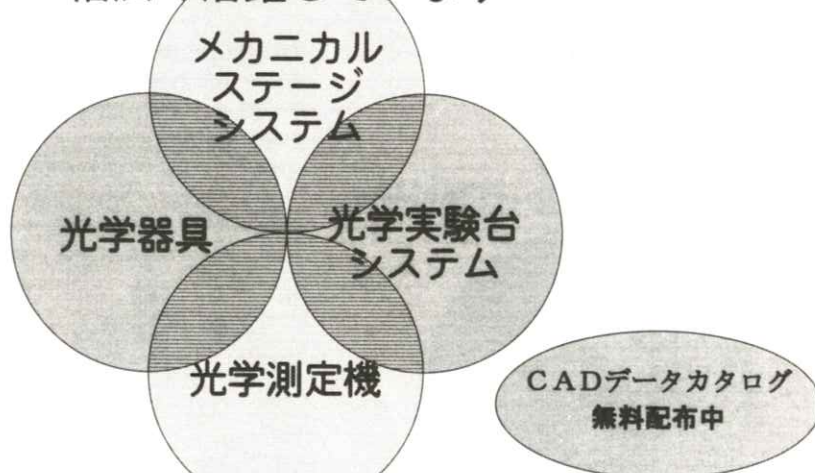 メカニカル
ステージ
システム
光学器具
光学実験台
システム
光学測定機
CADデータカタログ
無料配布中